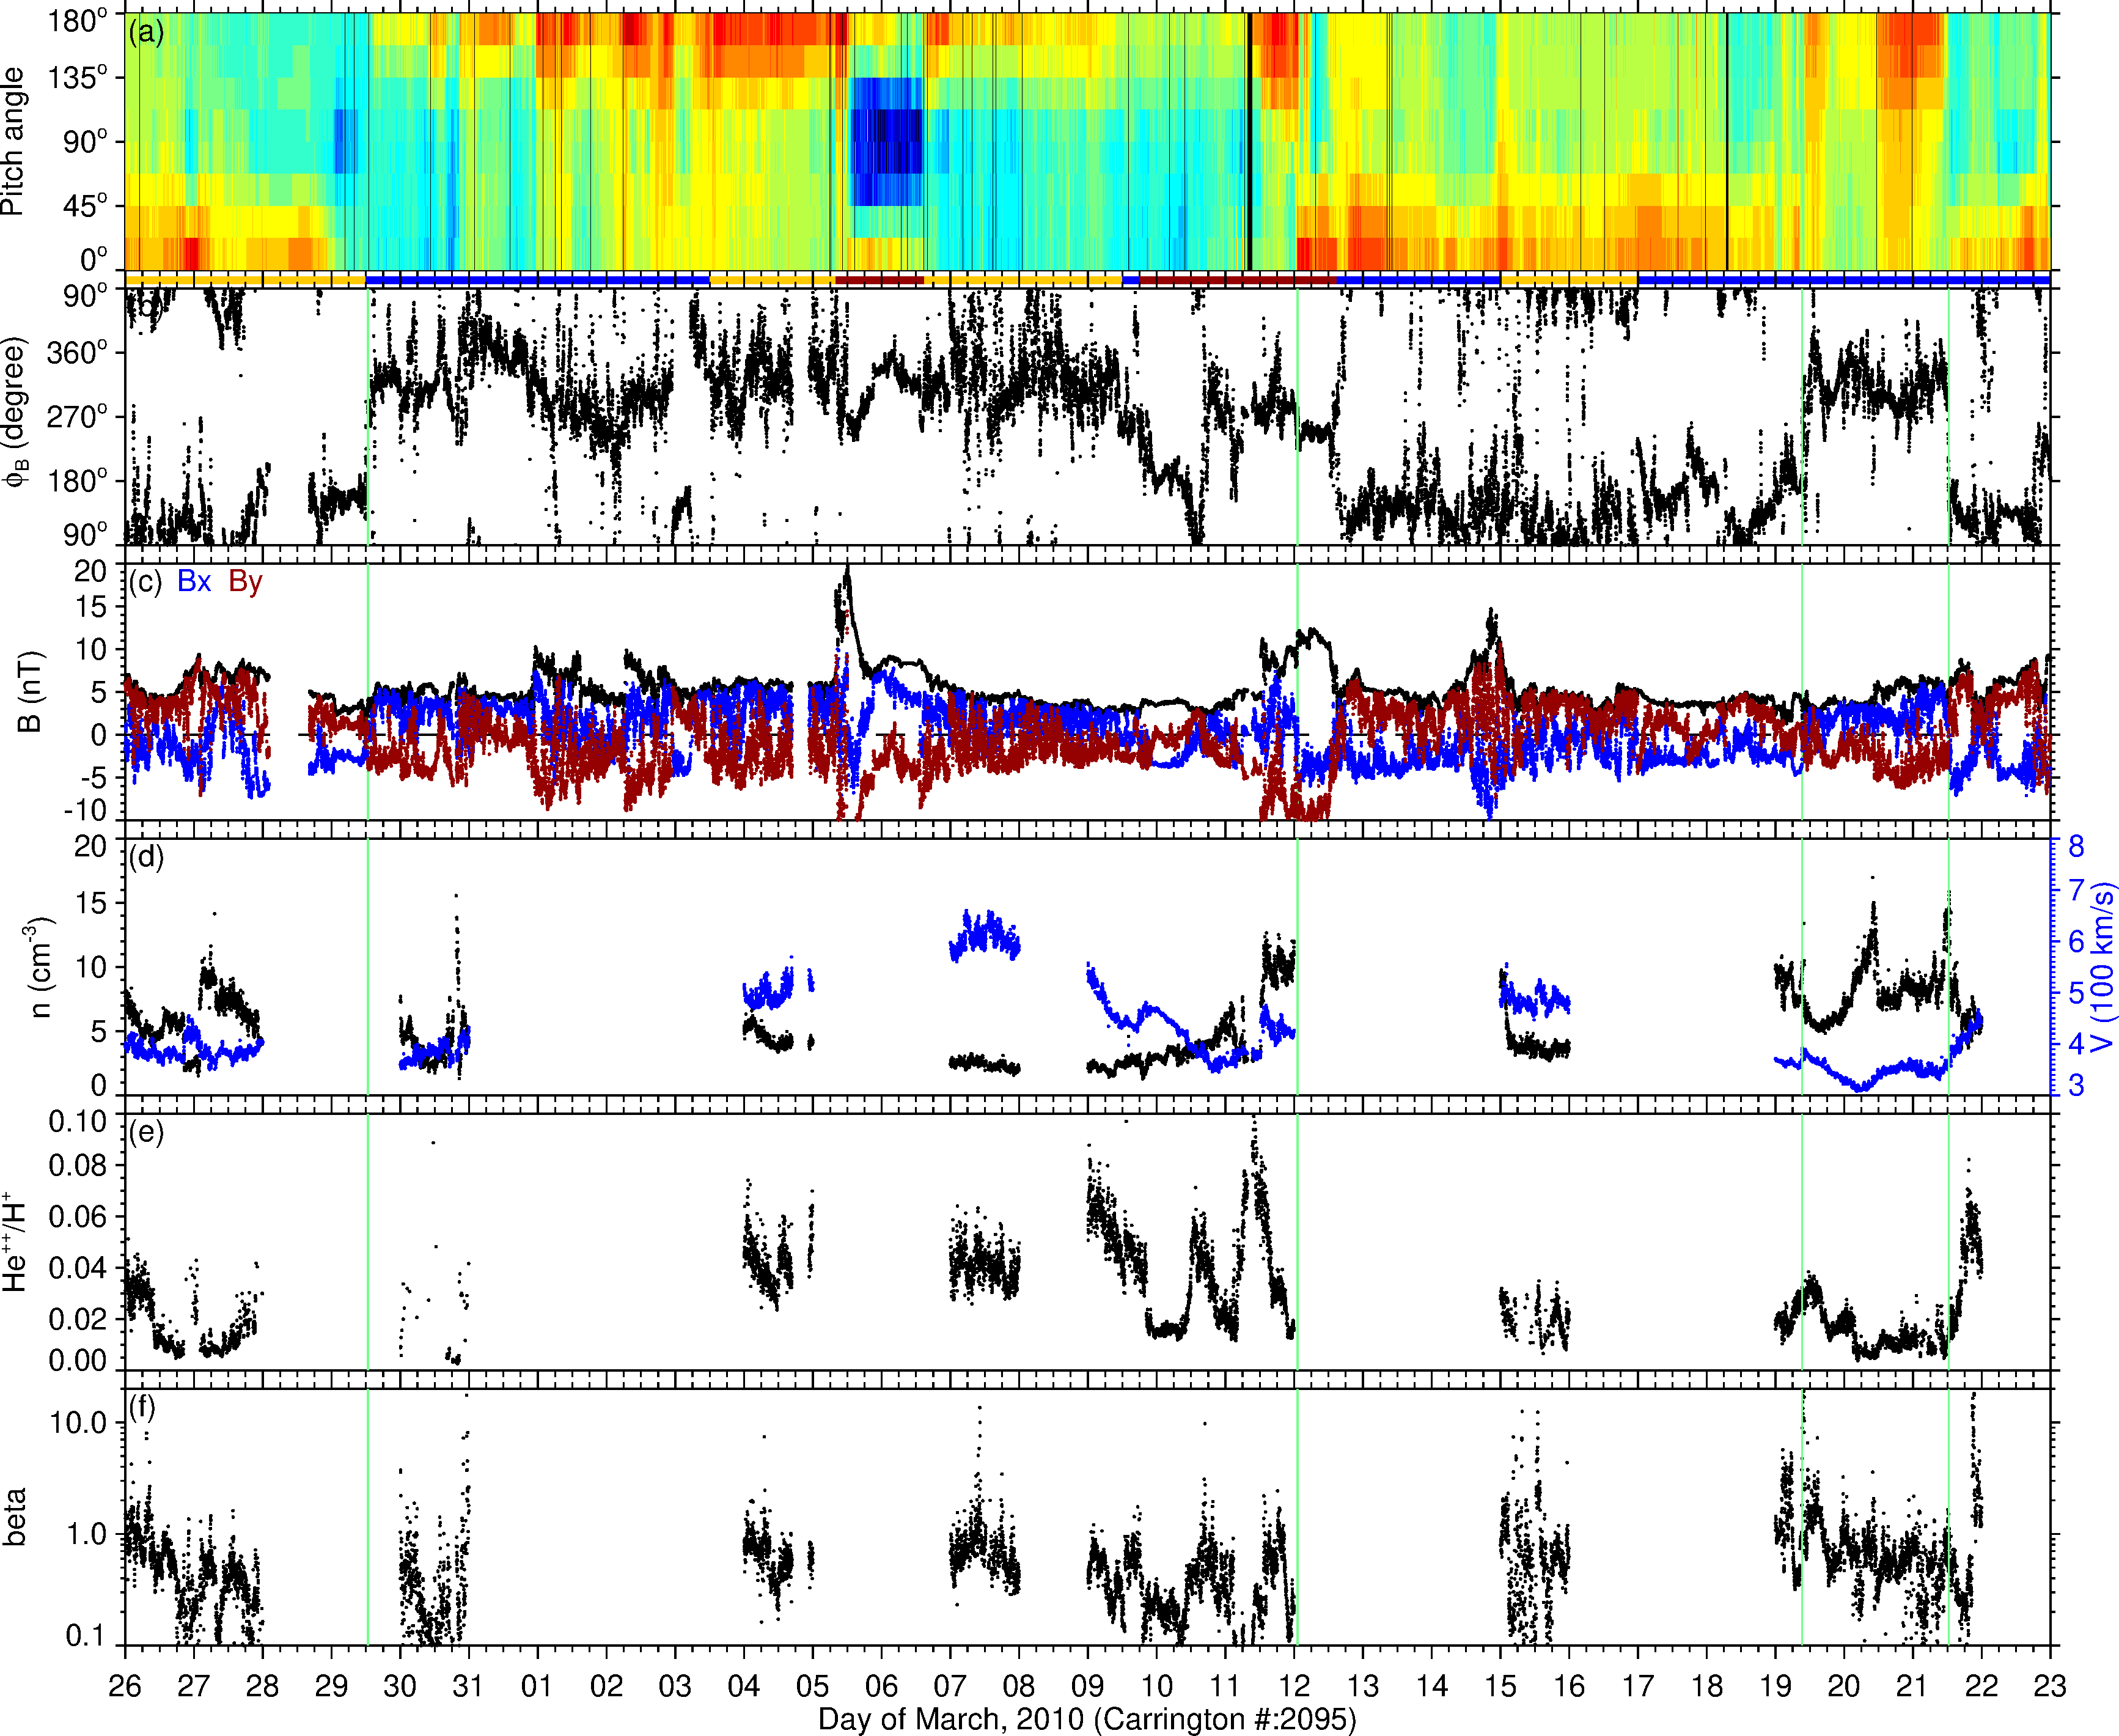 (a)
Pitch angle
180°
135°
90°
45°
0°
ϕB (degree)
90°
360°
270°
180°
90°
(c) Bx By
B (nT)
20
15
10
5
0
-5
-10
(d)
n (cm-3)
20
15
10
5
0
8
7
6
5
4
3
V (100 km/s)
(e)
He++/H+
0.10
0.08
0.06
0.04
0.02
0.00
(f)
beta
10.0
1.0
0.1
26 27 28 29 30 31 01 02 03 04 05 06 07 08 09 10 11 12 13 14 15 16 17 18 19 20 21 22 23
Day of March, 2010 (Carrington #:2095)